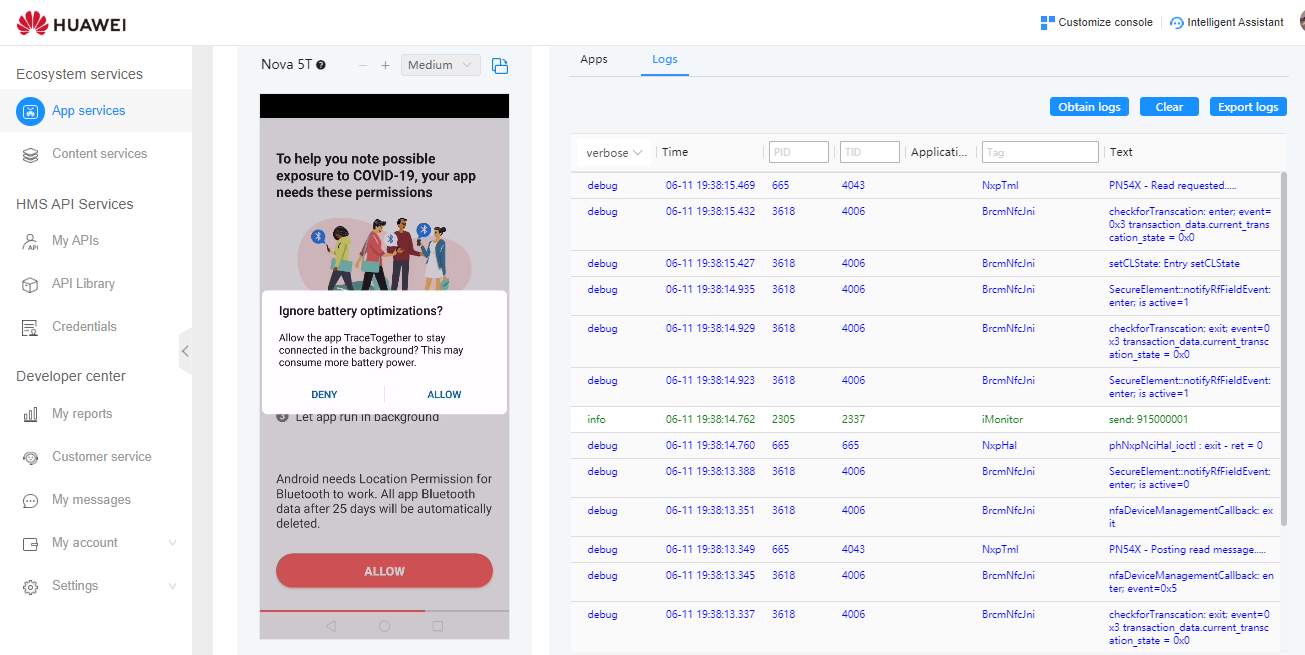 HUAWEI
Customize console
Intelligent Assistant
Ecosystem services
App services
Content services
HMS API Services
My APIs
API Library
Credentials
Developer center
My reports
Customer service
My messages
My account
Settings
Nova 5T
Medium
To help you note possible
exposure to COVID-19, your app
needs these permissions
Ignore battery optimizations?
Allow the app TraceTogether to stay
connected in the background? This may
consume more battery power.
DENY
ALLOW
3 Let app run in background
Android needs Location Permission for
Bluetooth to work. All app Bluetooth
data after 25 days will be automatically
deleted.
ALLOW
Apps
Logs
Obtain logs
Clear
Export logs
verbose Time PID TID Applicati... Tag Text
debug 06-11 19:38:15.469 665 4043 NxpTml PN54X - Read requested.....
debug 06-11 19:38:15.432 3618 4006 BrcmNfcJni checkforTranscation: enter; event=
0x3 transaction_data.current_trans
cation_state = 0x0
debug 06-11 19:38:15.427 3618 4006 BrcmNfcJni setCLState: Entry setCLState
debug 06-11 19:38:14.935 3618 4006 BrcmNfcJni SecureElement::notifyRfFieldEvent:
enter; is active=1
debug 06-11 19:38:14.929 3618 4006 BrcmNfcJni checkforTranscation: exit; event=0
x3 transaction_data.current_transc
ation_state = 0x0
debug 06-11 19:38:14.923 3618 4006 BrcmNfcJni SecureElement::notifyRfFieldEvent:
enter; is active=1
info 06-11 19:38:14.762 2305 2337 iMonitor send: 915000001
debug 06-11 19:38:14.760 665 665 NxpHal phNxpNciHal_ioctl : exit - ret = 0
debug 06-11 19:38:13.388 3618 4006 BrcmNfcJni SecureElement::notifyRfFieldEvent:
enter; is active=0
debug 06-11 19:38:13.351 3618 4006 BrcmNfcJni nfaDeviceManagementCallback: ex
it
debug 06-11 19:38:13.349 665 4043 NxpTml PN54X - Posting read message.....
debug 06-11 19:38:13.345 3618 4006 BrcmNfcJni nfaDeviceManagementCallback: en
ter; event=0x5
debug 06-11 19:38:13.337 3618 4006 BrcmNfcJni checkforTranscation: exit; event=0
x3 transaction_data.current_transc
ation_state = 0x0